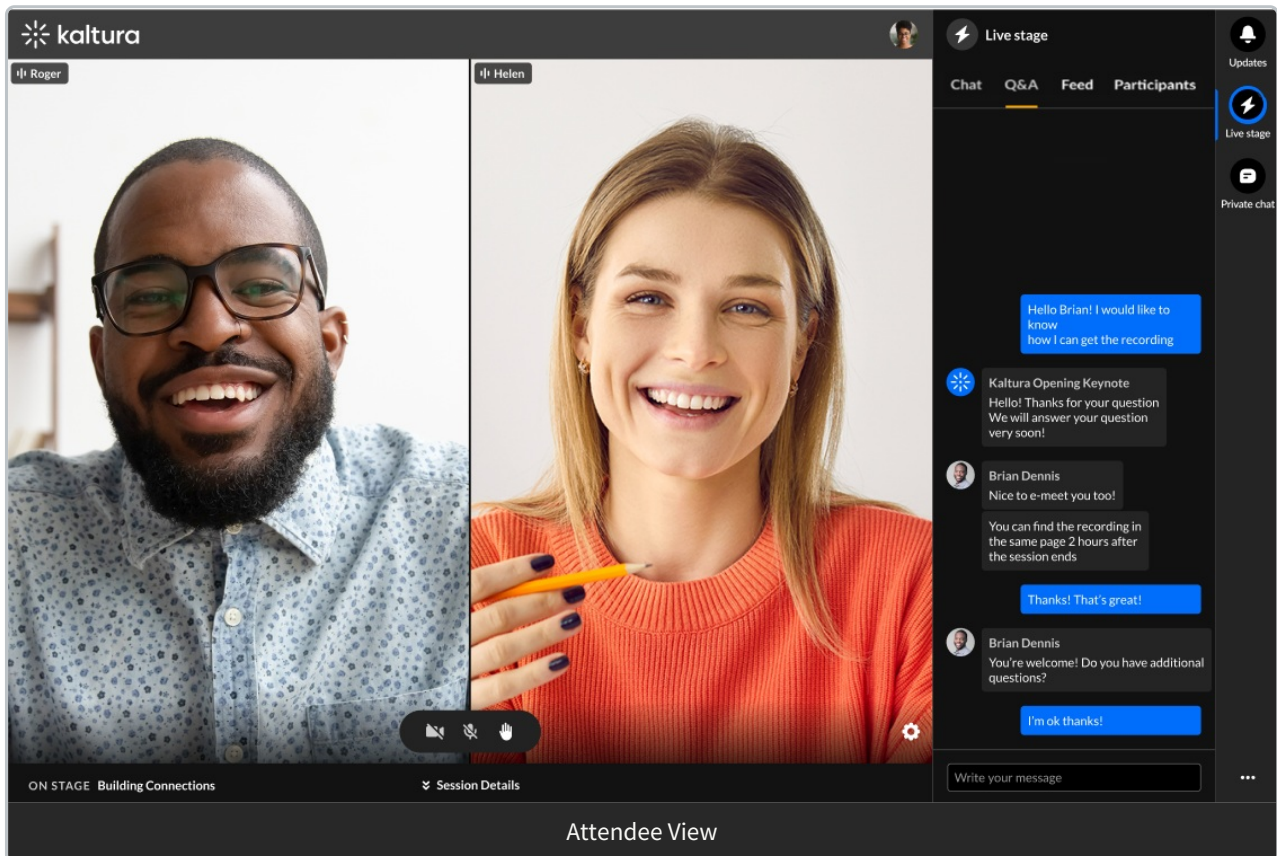 kaltura
Roger
Helen
ON STAGE Building Connections
Session Details
Live stage
Chat Q&A Feed Participants
Hello Brian! I would like to
know
how I can get the recording
Kaltura Opening Keynote
Hello! Thanks for your question
We will answer your question
very soon!
Brian Dennis
Nice to e-meet you too!
You can find the recording in
the same page 2 hours after
the session ends
Thanks! That's great!
Brian Dennis
You're welcome! Do you have additional
questions?
I'm ok thanks!
Write your message
Updates
Live stage
Private chat
Attendee View